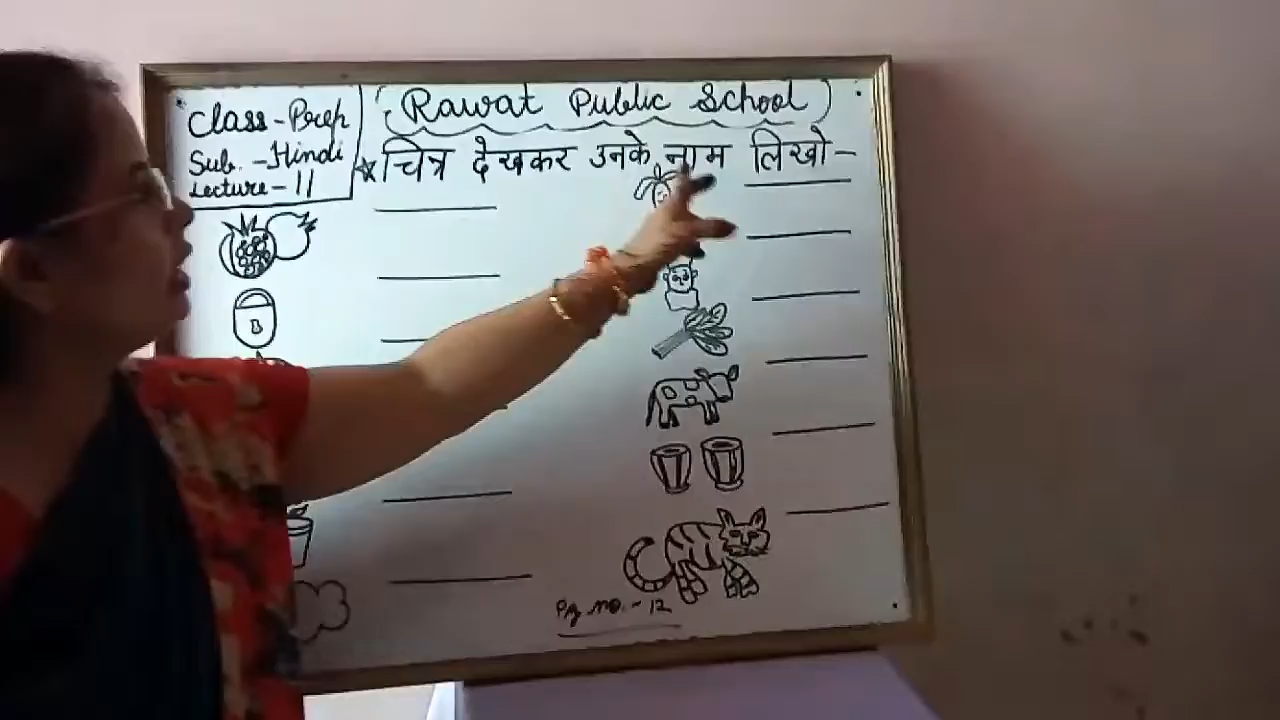 Class - Prep
Sub. - Hindi
Lecture - 11
(Rawat Public School)
☆ चित्र देखकर उनके नाम लिखो -
B
Pg no. - 12